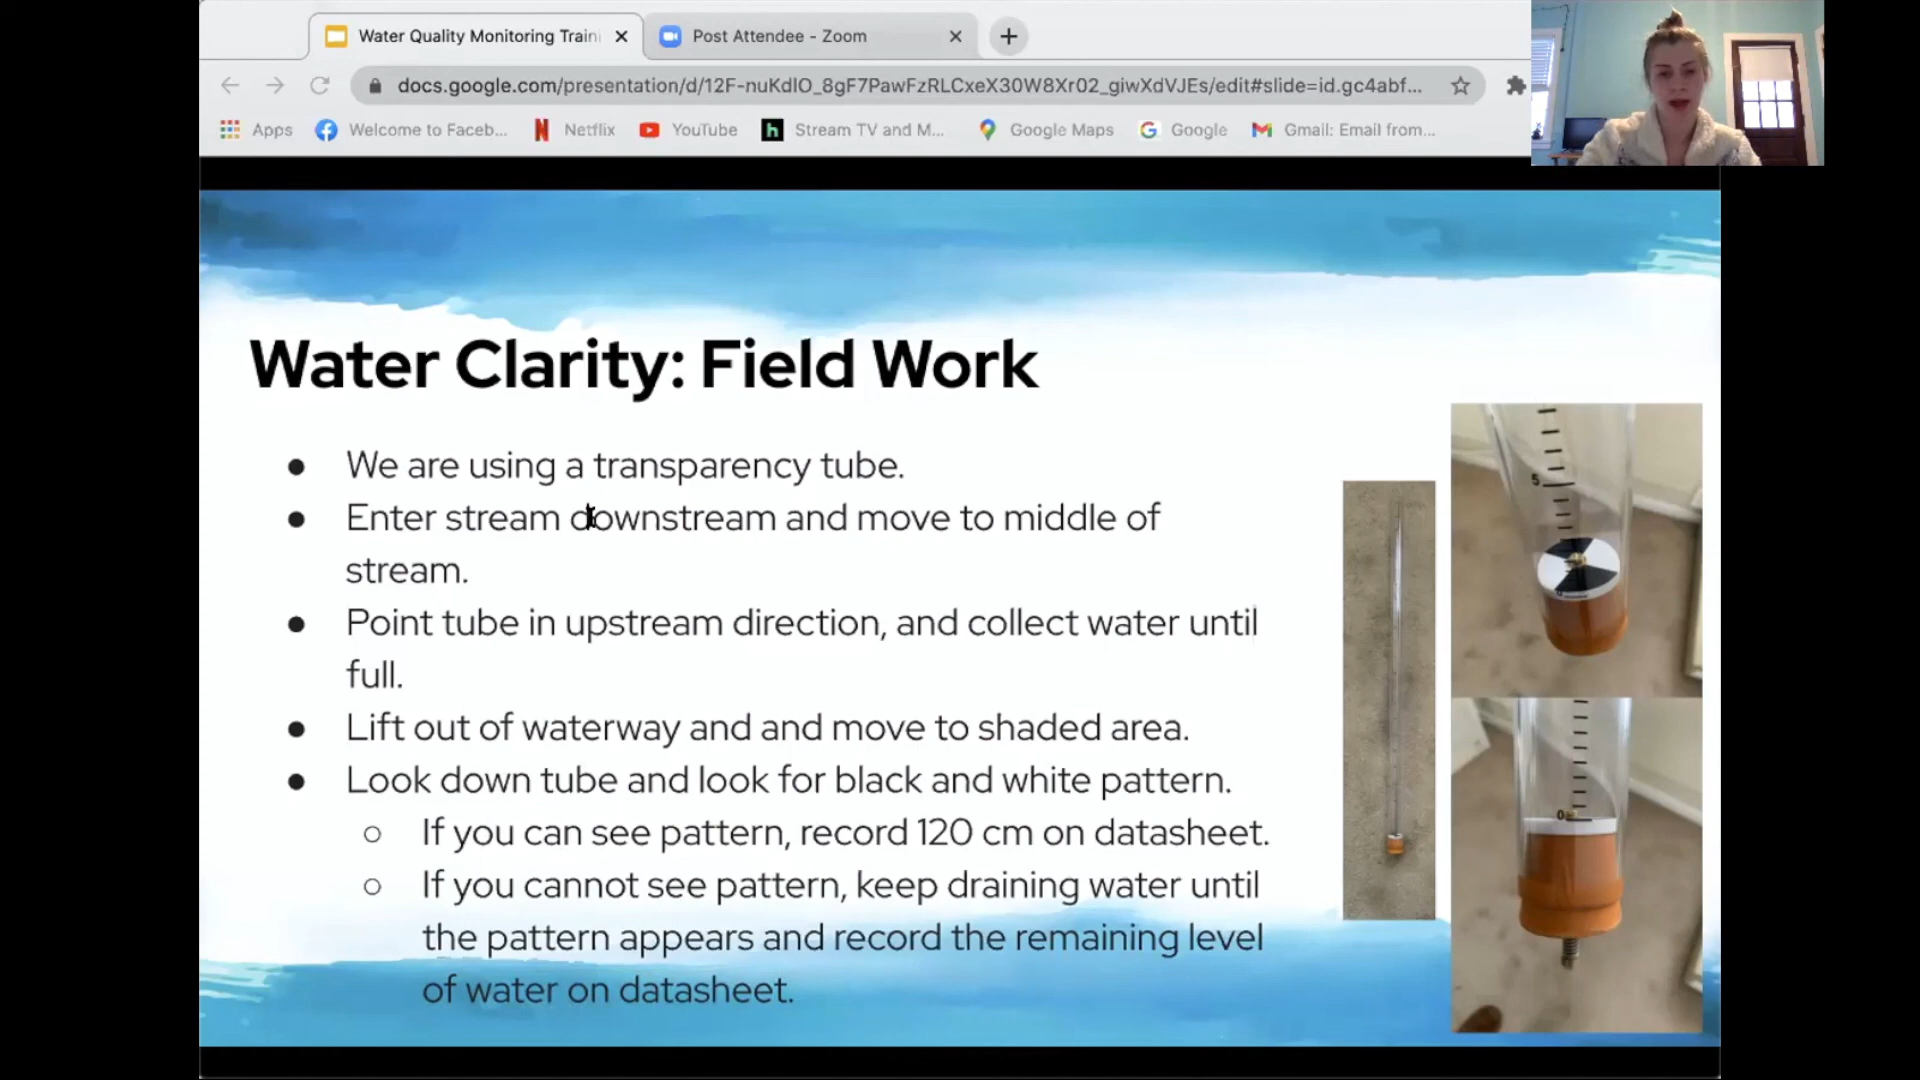 Water Quality Monitoring Traini
Post Attendee - Zoom
docs.google.com/presentation/d/12F-nuKdlO_8gF7PawFzRLCxeX30W8Xr02_giwXdVJEs/edit#slide=id.gc4abf...
Apps
Welcome to Faceb...
Netflix
YouTube
Stream TV and M...
Google Maps
Google
Gmail: Email from...
Water Clarity: Field Work
We are using a transparency tube.
Enter stream downstream and move to middle of
stream.
Point tube in upstream direction, and collect water until
full.
Lift out of waterway and and move to shaded area.
Look down tube and look for black and white pattern.
If you can see pattern, record 120 cm on datasheet.
If you cannot see pattern, keep draining water until
the pattern appears and record the remaining level
of water on datasheet.
5
0